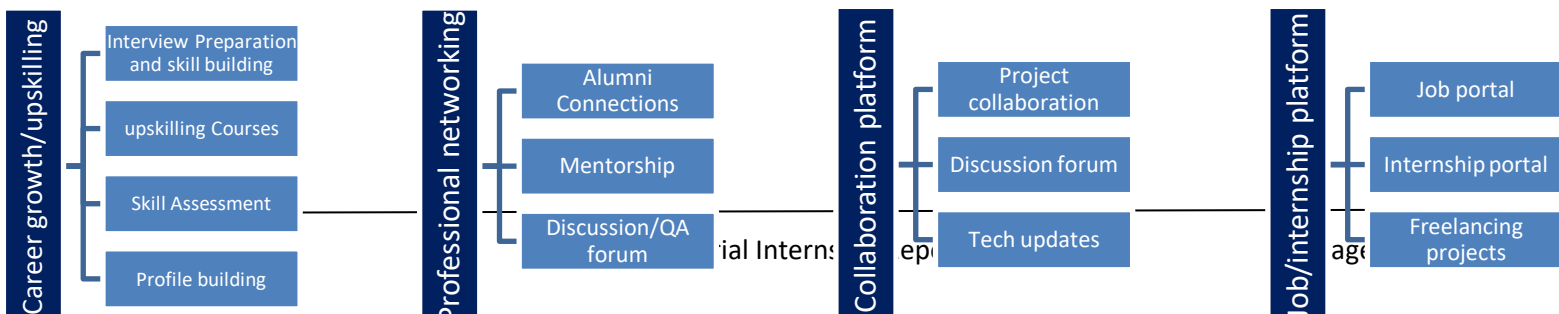 Career growth/upskilling
Interview Preparation
and skill building
upskilling Courses
Skill Assessment
Profile building
Professional networking
Alumni
Connections
Mentorship
Discussion/QA
forum
Collaboration platform
Project
collaboration
Discussion forum
Tech updates
Job/internship platform
Job portal
Internship portal
Freelancing
projects